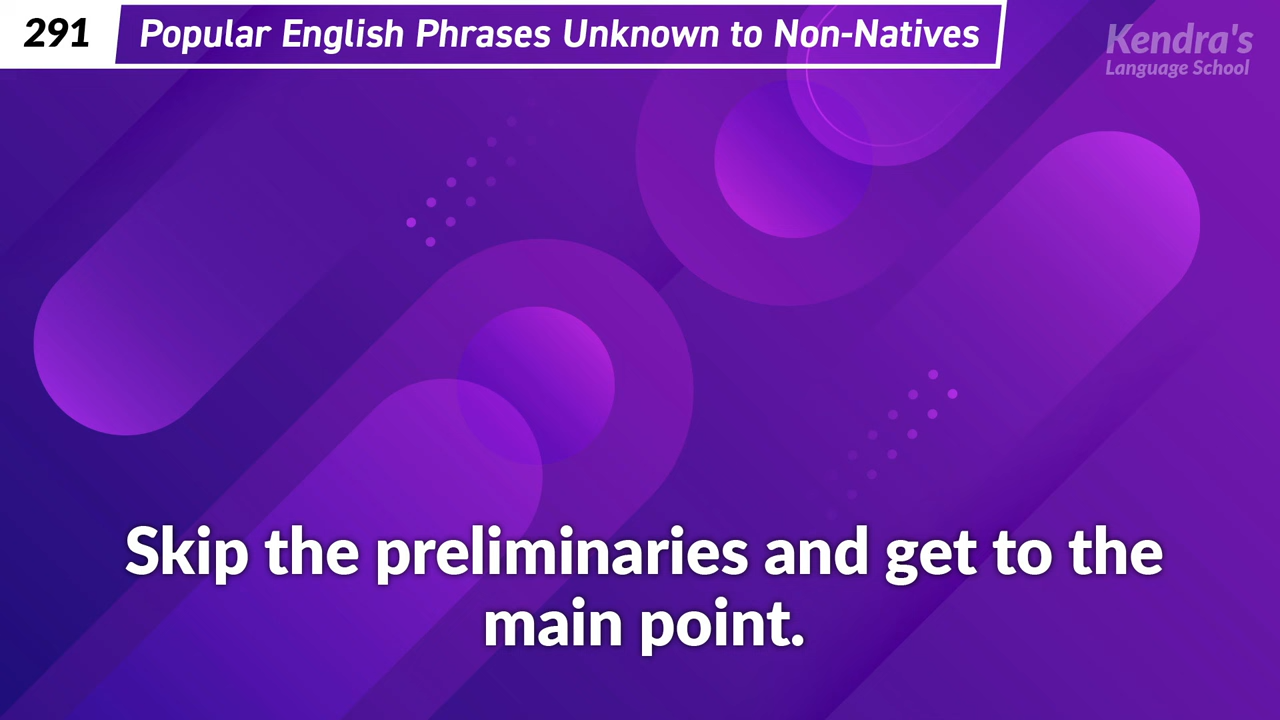 291
Popular English Phrases Unknown to Non-Natives
Kendra's
Language School
Skip the preliminaries and get to the
main point.